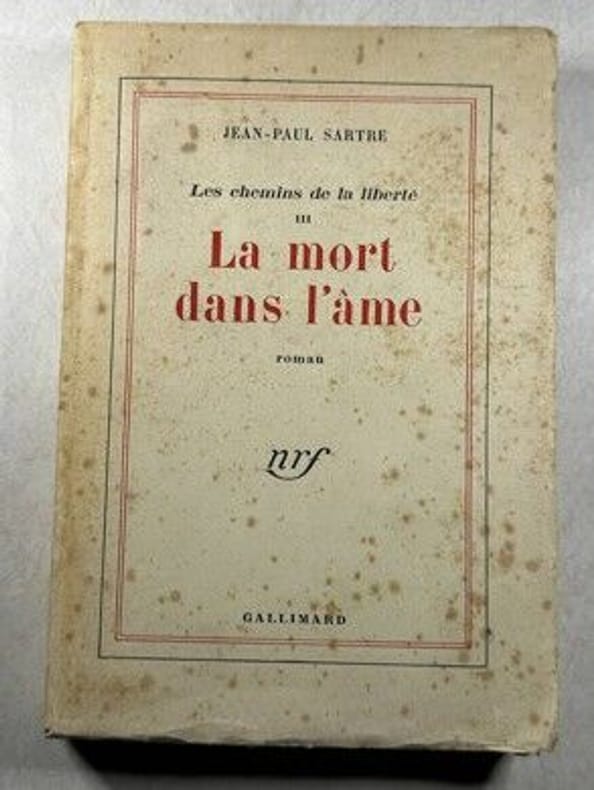 JEAN-PAUL SARTRE
Les chemins de la liberté
III
La mort
dans l'âme
roman
nrf
GALLIMARD